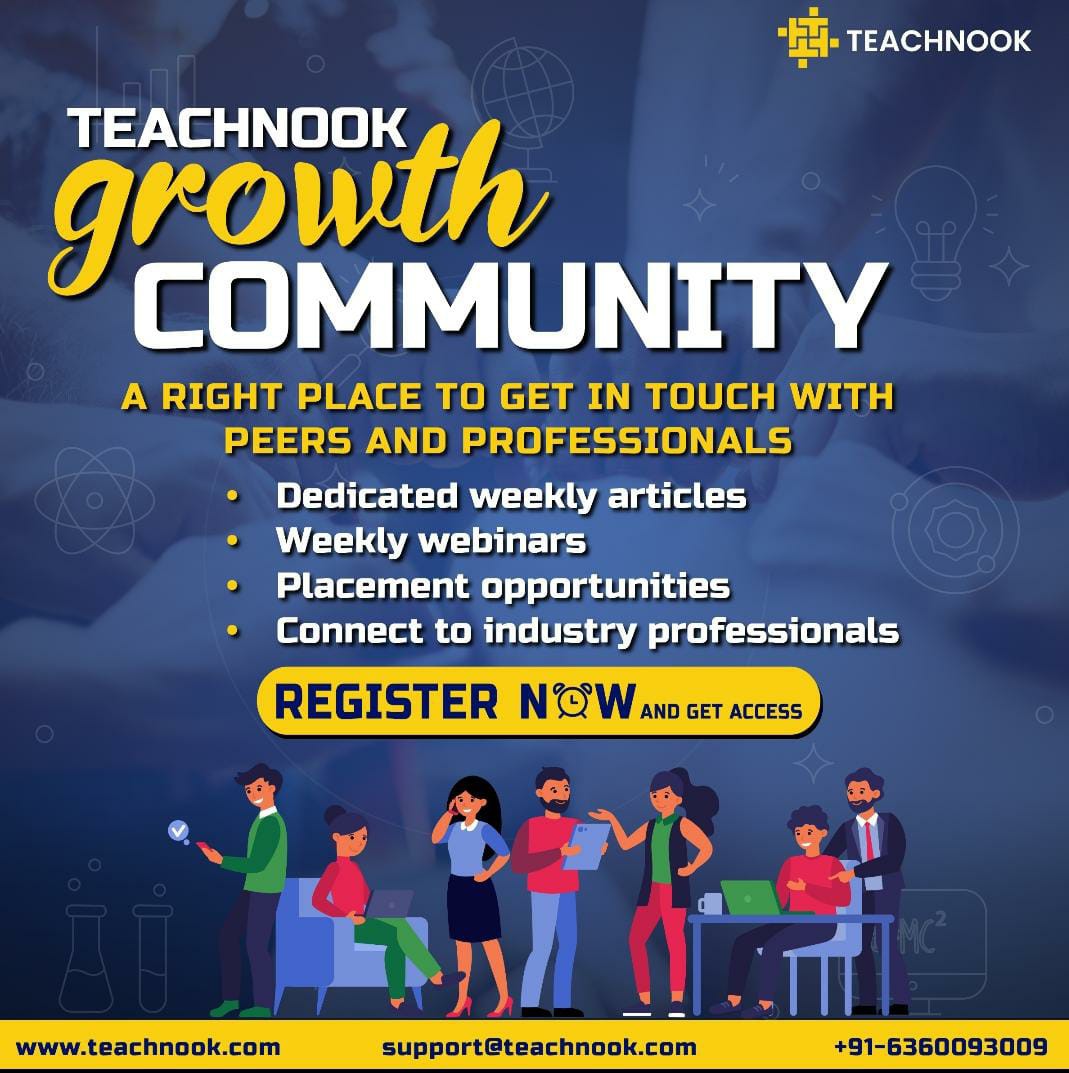 TEACHNOOK
TEACHNOOK
growth
COMMUNITY
A RIGHT PLACE TO GET IN TOUCH WITH
PEERS AND PROFESSIONALS
• Dedicated weekly articles
• Weekly webinars
• Placement opportunities
• Connect to industry professionals
REGISTER NOW AND GET ACCESS
MC²
www.teachnook.com support@teachnook.com +91-6360093009